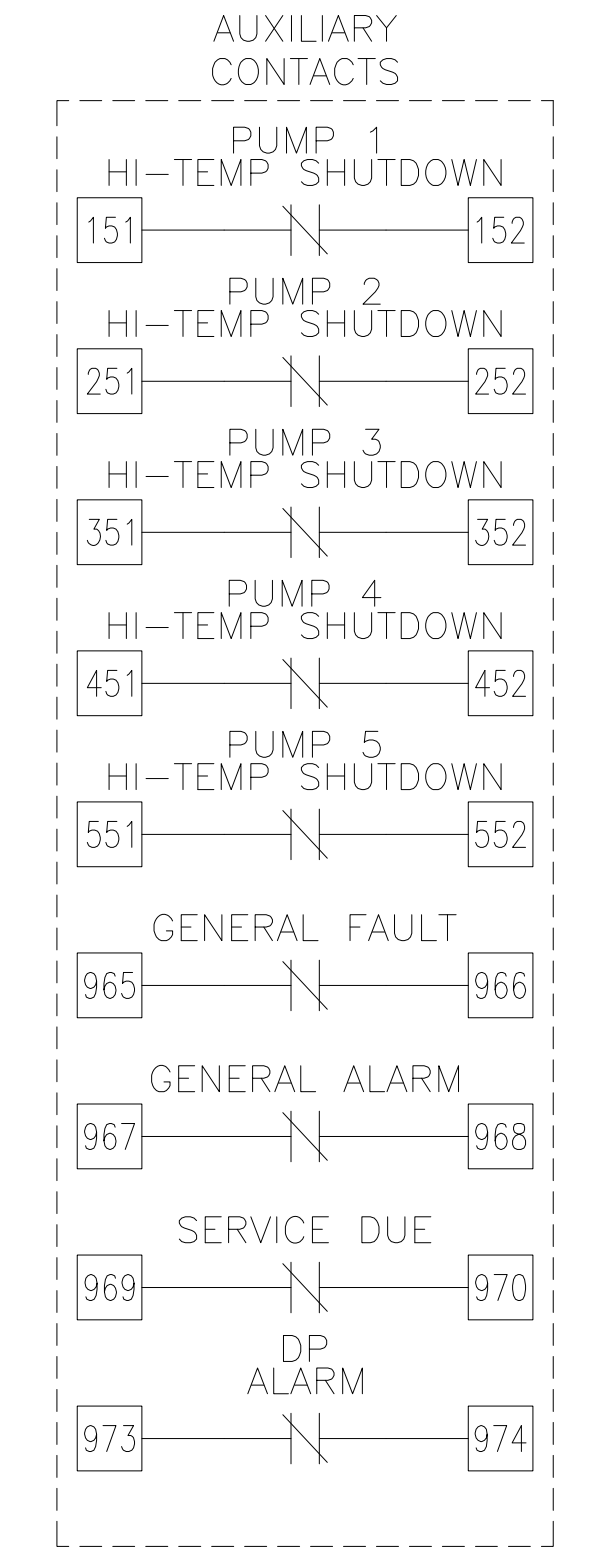 AUXILIARY
CONTACTS
PUMP 1
HI-TEMP SHUTDOWN
151 152
PUMP 2
HI-TEMP SHUTDOWN
251 252
PUMP 3
HI-TEMP SHUTDOWN
351 352
PUMP 4
HI-TEMP SHUTDOWN
451 452
PUMP 5
HI-TEMP SHUTDOWN
551 552
GENERAL FAULT
965 966
GENERAL ALARM
967 968
SERVICE DUE
969 970
DP
ALARM
973 974